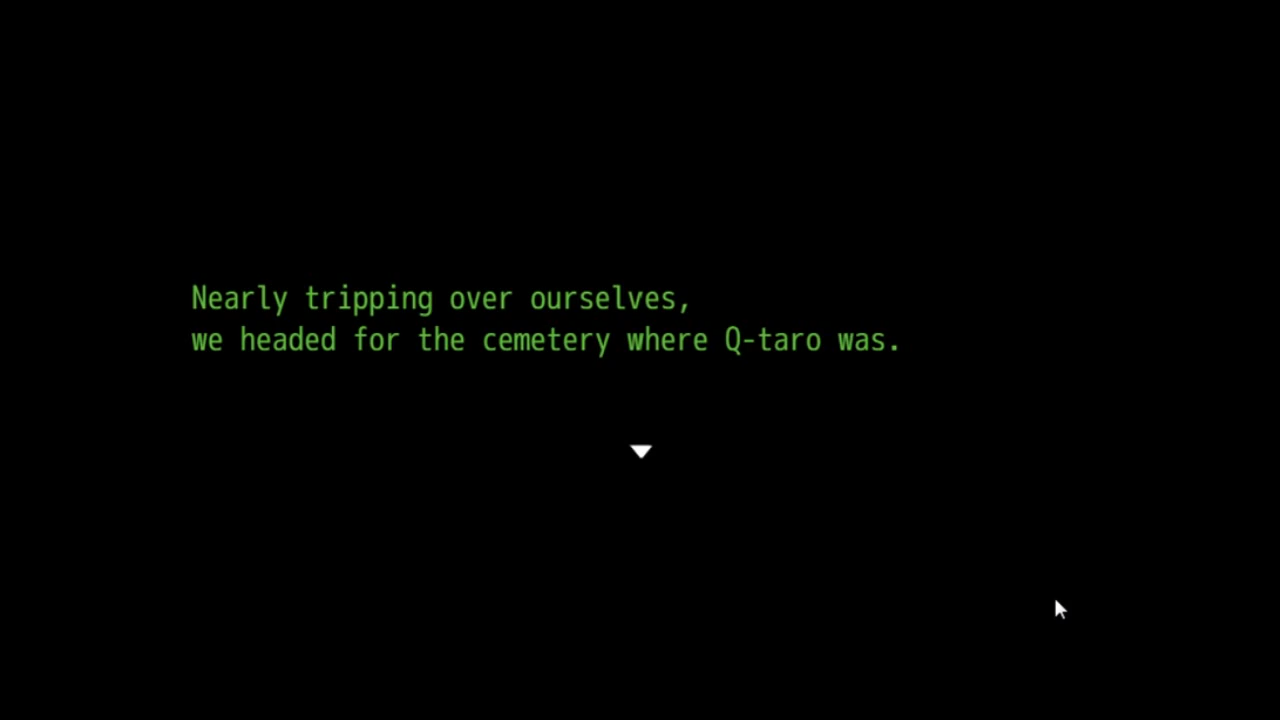 Nearly tripping over ourselves,
we headed for the cemetery where Q-taro was.